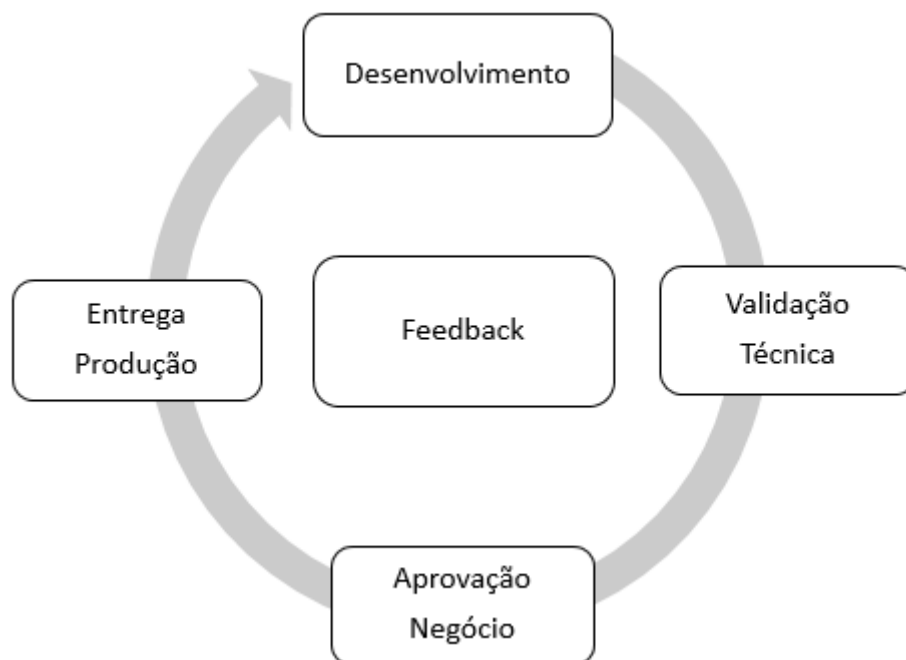 Desenvolvimento
Entrega
Produção
Feedback
Validação
Técnica
Aprovação
Negócio